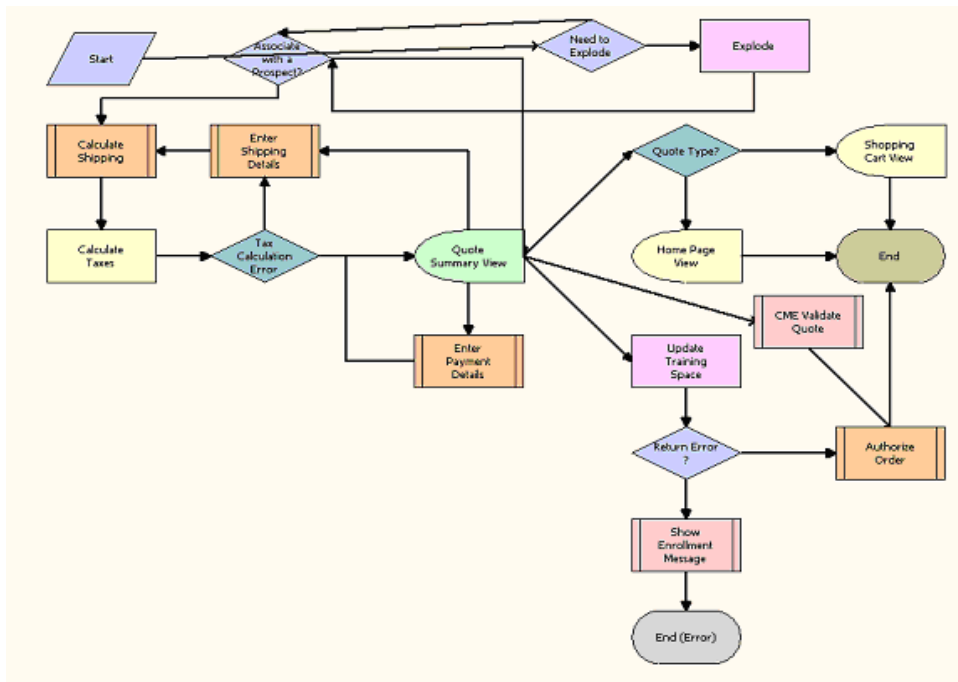 Start
Associate
with a
Prospect?
Need to
Explode
Explode
Calculate
Shipping
Enter
Shipping
Details
Quote Type?
Shopping
Cart View
Calculate
Taxes
Tax
Calculation
Error
Quote
Summary View
Home Page
View
End
CME Validate
Quote
Enter
Payment
Details
Update
Training
Space
Return Error
?
Authorize
Order
Show
Enrollment
Message
End (Error)